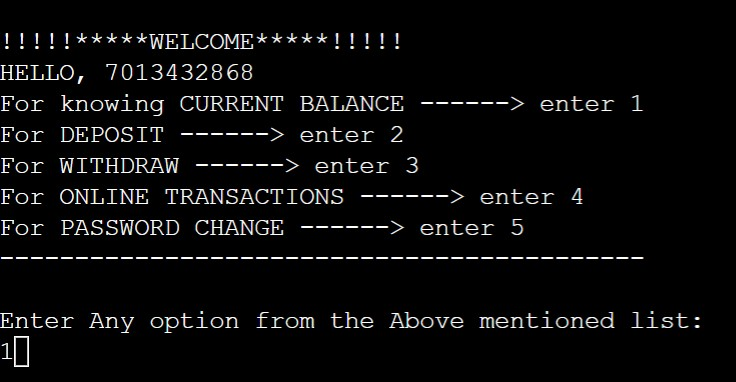 !!!!!*****WELCOME*****!!!!!
HELLO, 7013432868
For knowing CURRENT BALANCE ------> enter 1
For DEPOSIT ------> enter 2
For WITHDRAW ------> enter 3
For ONLINE TRANSACTIONS ------> enter 4
For PASSWORD CHANGE ------> enter 5
-------------------------------------------
Enter Any option from the Above mentioned list:
1